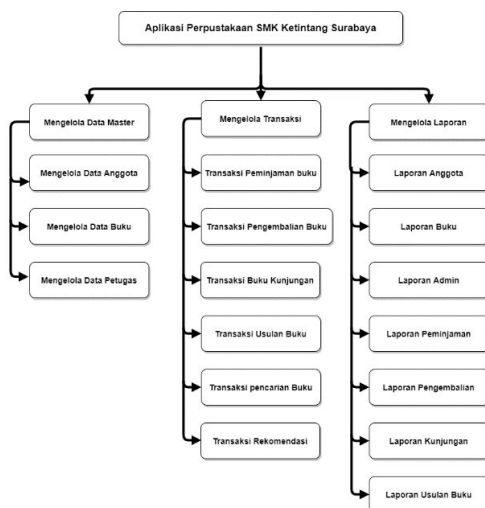 Aplikasi Perpustakaan SMK Ketintang Surabaya
Mengelola Data Master
Mengelola Data Anggota
Mengelola Data Buku
Mengelola Data Petugas
Mengelola Transaksi
Transaksi Peminjaman buku
Transaksi Pengembalian Buku
Transaksi Buku Kunjungan
Transaksi Usulan Buku
Transaksi pencarian Buku
Transaksi Rekomendasi
Mengelola Laporan
Laporan Anggota
Laporan Buku
Laporan Admin
Laporan Peminjaman
Laporan Pengembalian
Laporan Kunjungan
Laporan Usulan Buku